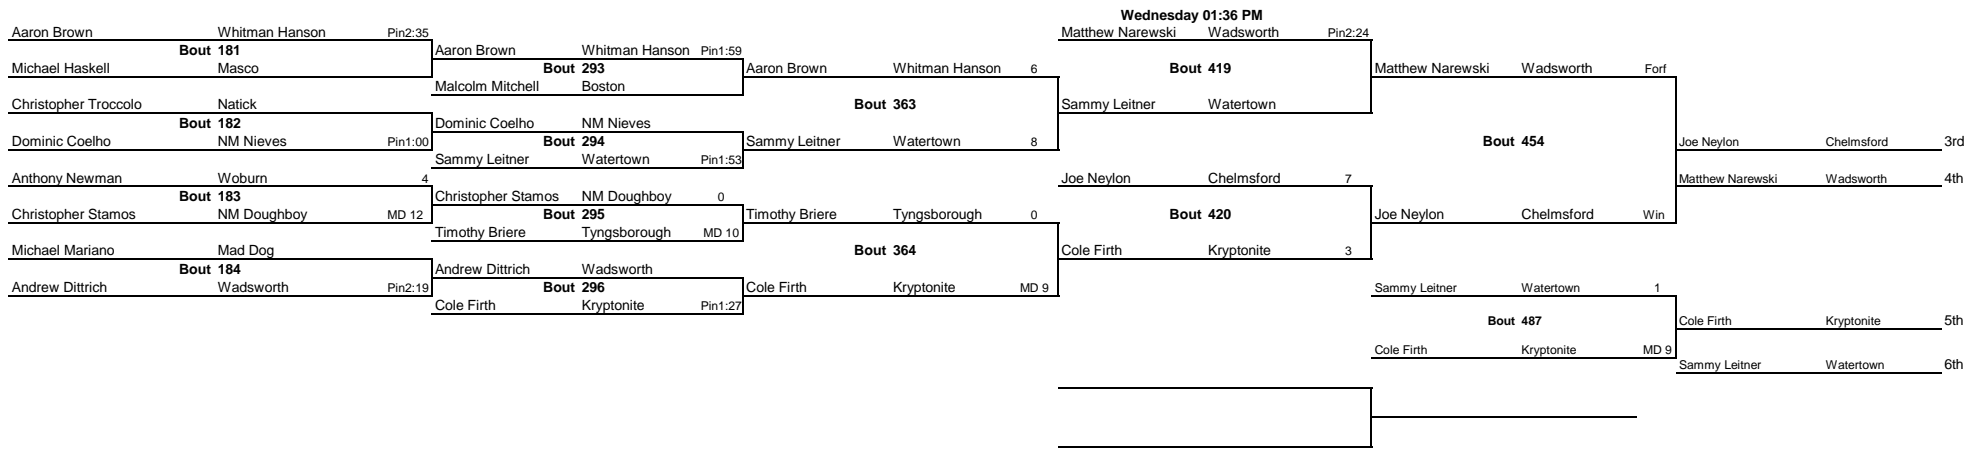 Wednesday 01:36 PM
Aaron Brown Whitman Hanson Pin2:35
Bout 181
Michael Haskell Masco
Christopher Troccolo Natick
Bout 182
Dominic Coelho NM Nieves Pin1:00
Anthony Newman Woburn 4
Bout 183
Christopher Stamos NM Doughboy MD 12
Michael Mariano Mad Dog
Bout 184
Andrew Dittrich Wadsworth Pin2:19
Aaron Brown Whitman Hanson Pin1:59
Bout 293
Malcolm Mitchell Boston
Dominic Coelho NM Nieves
Bout 294
Sammy Leitner Watertown Pin1:53
Christopher Stamos NM Doughboy 0
Bout 295
Timothy Briere Tyngsborough MD 10
Andrew Dittrich Wadsworth
Bout 296
Cole Firth Kryptonite Pin1:27
Aaron Brown Whitman Hanson 6
Bout 363
Sammy Leitner Watertown 8
Timothy Briere Tyngsborough 0
Bout 364
Cole Firth Kryptonite MD 9
Matthew Narewski Wadsworth Pin2:24
Bout 419
Sammy Leitner Watertown
Joe Neylon Chelmsford 7
Bout 420
Cole Firth Kryptonite 3
Matthew Narewski Wadsworth Forf
Bout 454
Joe Neylon Chelmsford Win
Joe Neylon Chelmsford 3rd
Matthew Narewski Wadsworth 4th
Sammy Leitner Watertown 1
Bout 487
Cole Firth Kryptonite MD 9
Cole Firth Kryptonite 5th
Sammy Leitner Watertown 6th